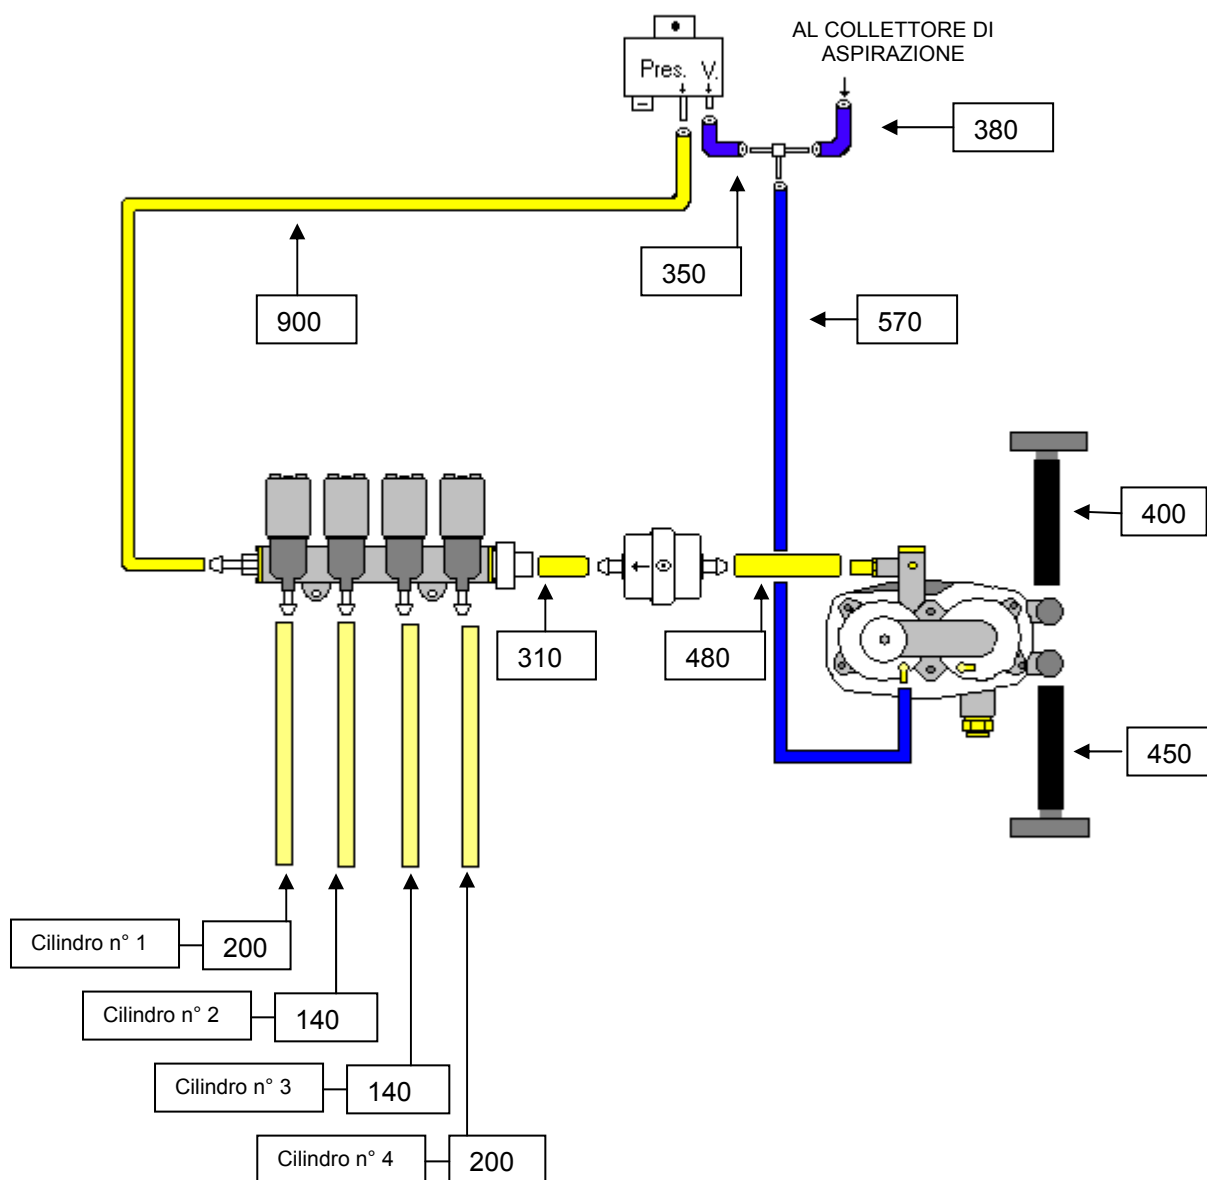 AL COLLETTORE DI
ASPIRAZIONE
Pres. V.
380
350
900
570
400
310
480
450
Cilindro n° 1
200
Cilindro n° 2
140
Cilindro n° 3
140
Cilindro n° 4
200